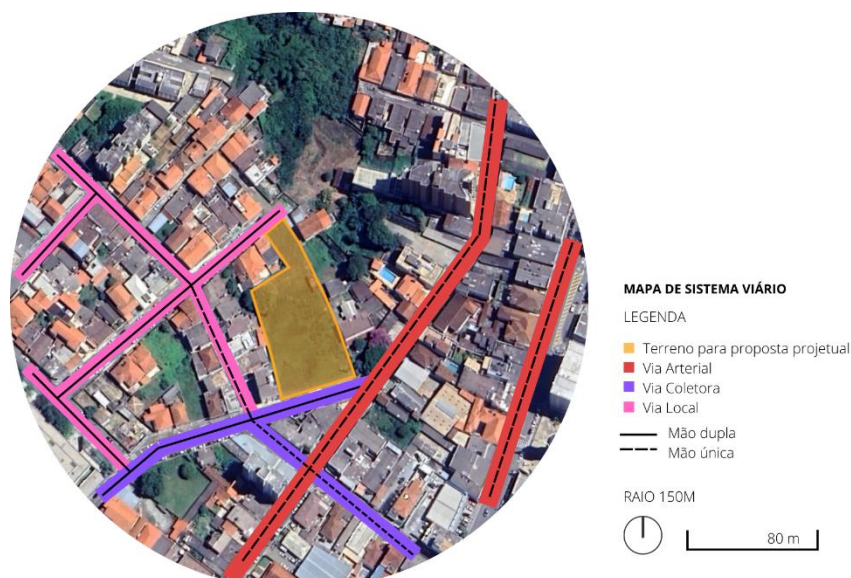 MAPA DE SISTEMA VIÁRIO
LEGENDA
Terreno para proposta projetual
Via Arterial
Via Coletora
Via Local
Mão dupla
Mão única
RAIO 150M
80 m